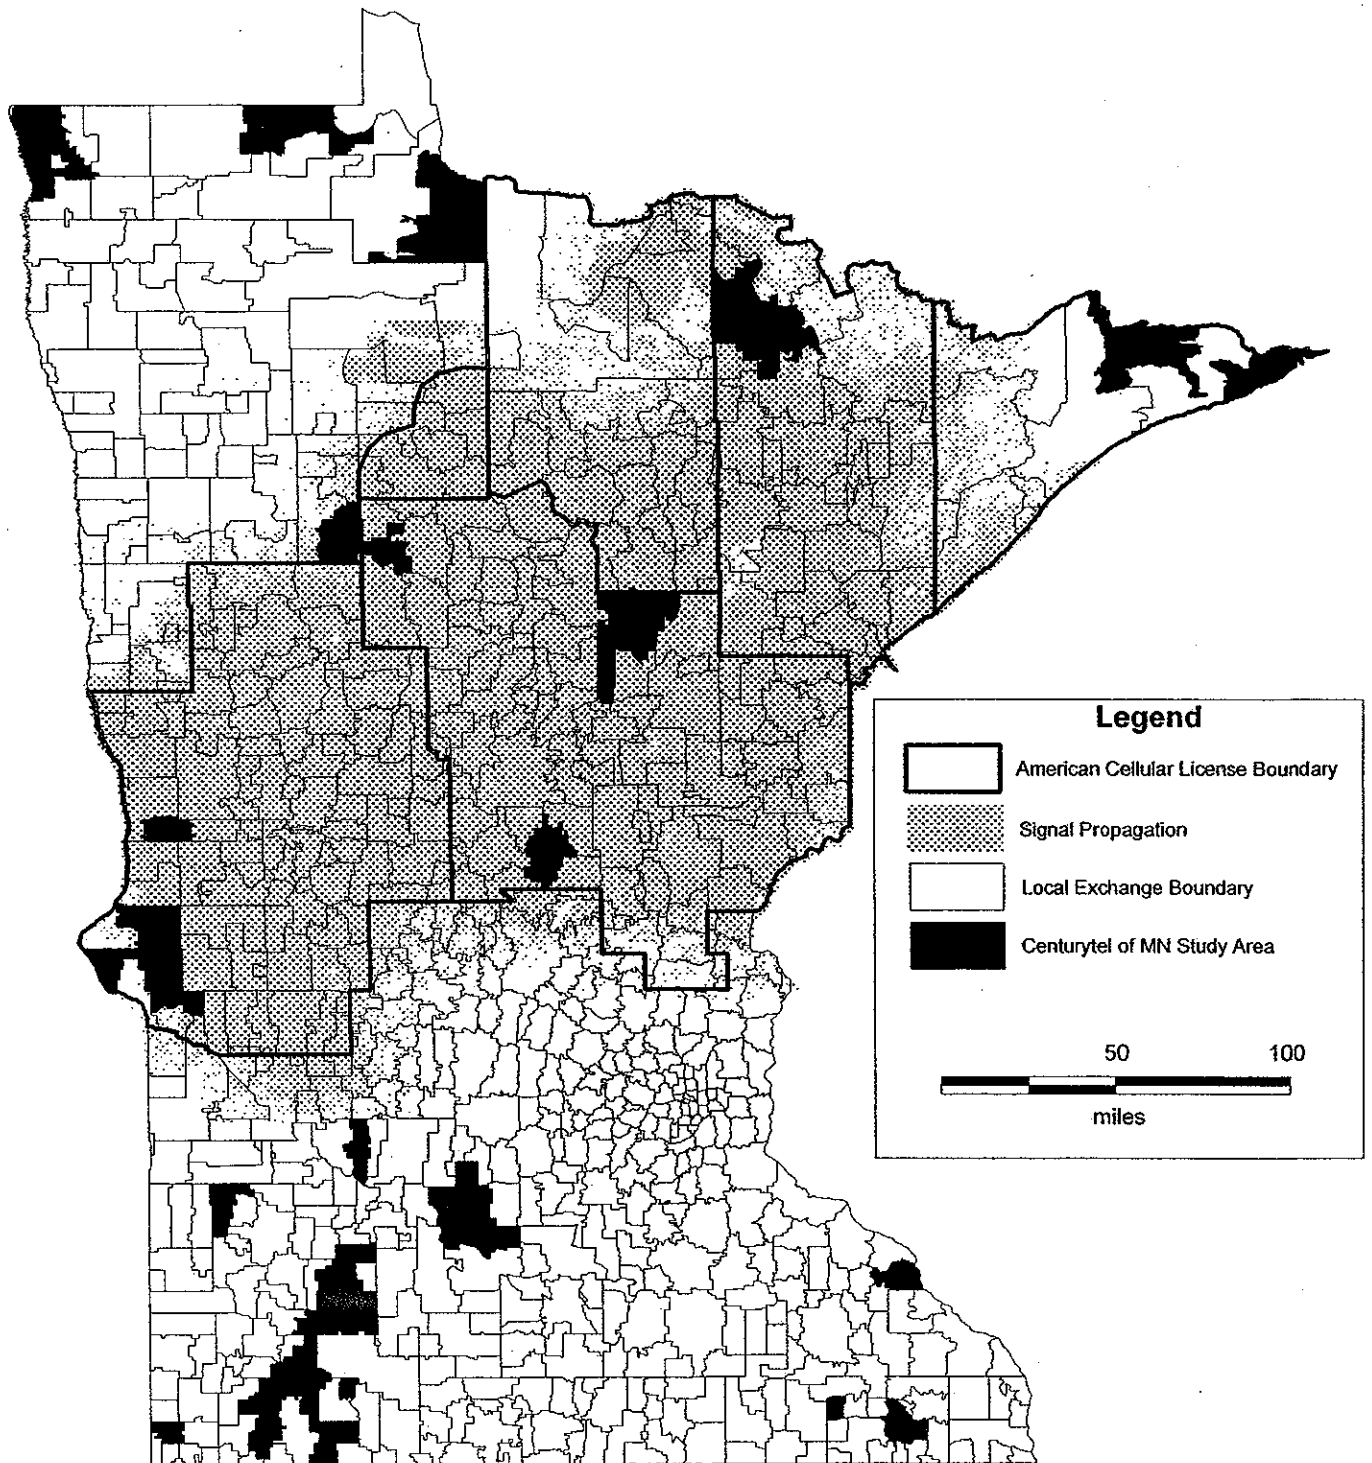 Legend
American Cellular License Boundary
Signal Propagation
Local Exchange Boundary
Centurytel of MN Study Area
50 100
miles